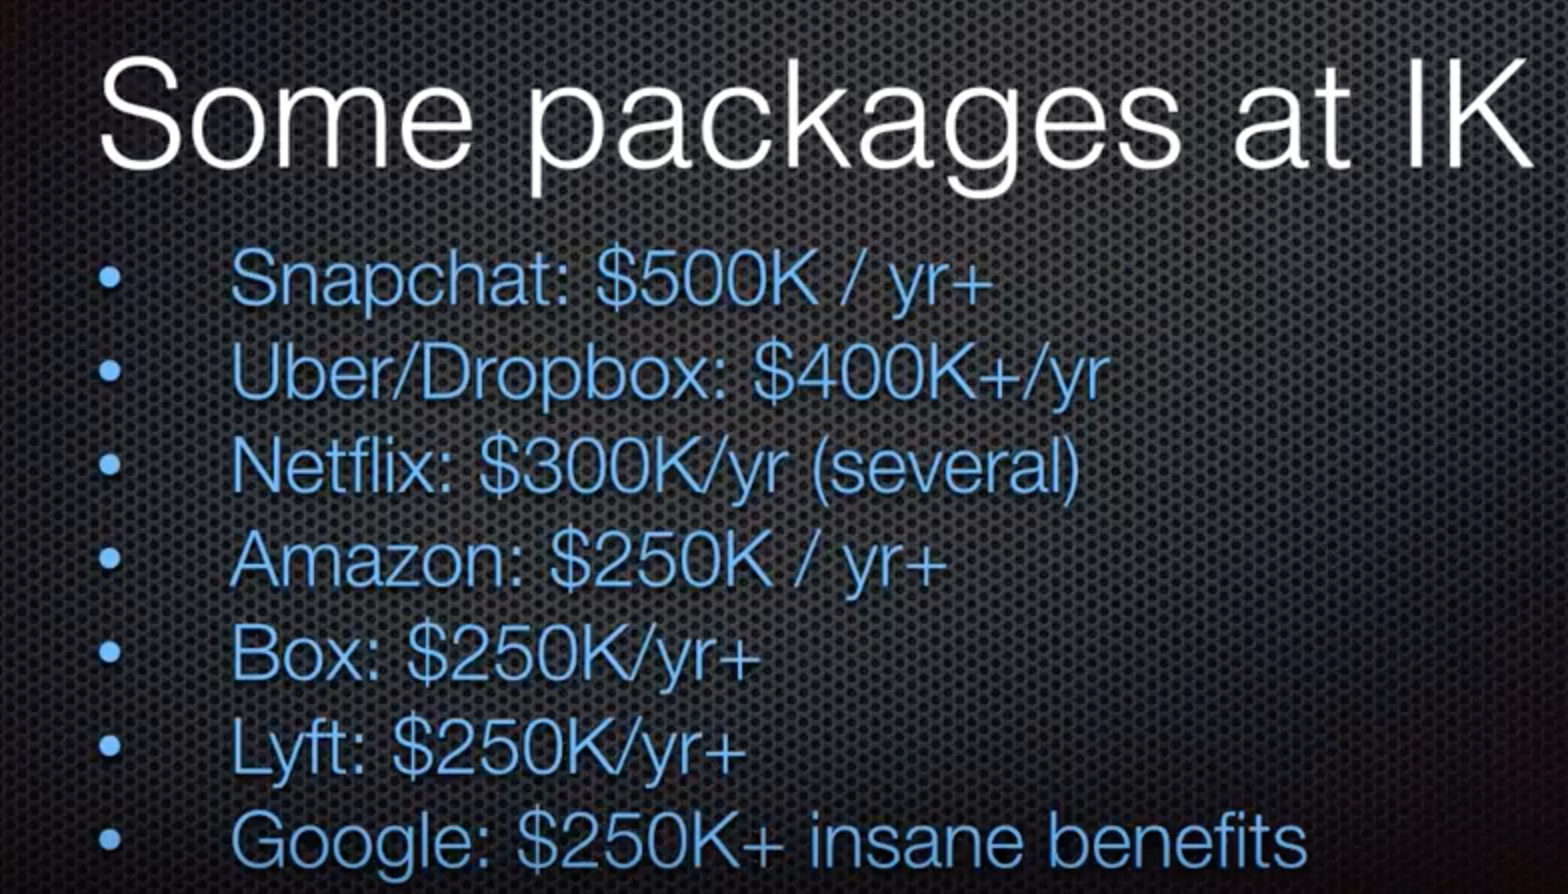 Some packages at IK
• Snapchat: $500K / yr+
• Uber/Dropbox: $400K+/yr
• Netflix: $300K/yr (several)
• Amazon: $250K / yr+
• Box: $250K/yr+
• Lyft: $250K/yr+
• Google: $250K+ insane benefits